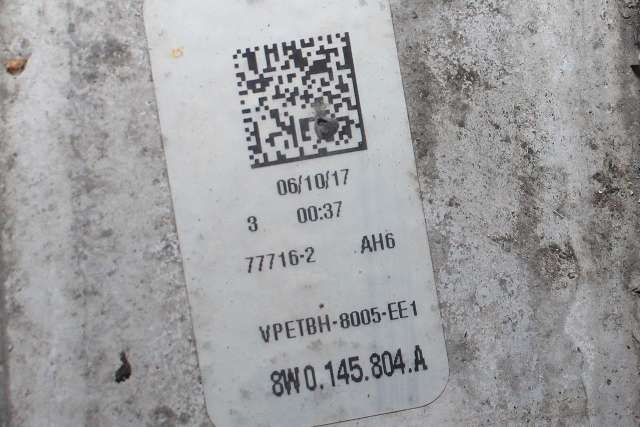 06/10/17
3 00:37
77716-2 AH6
VPETBH-8005-EE1
8W0.145.804.A